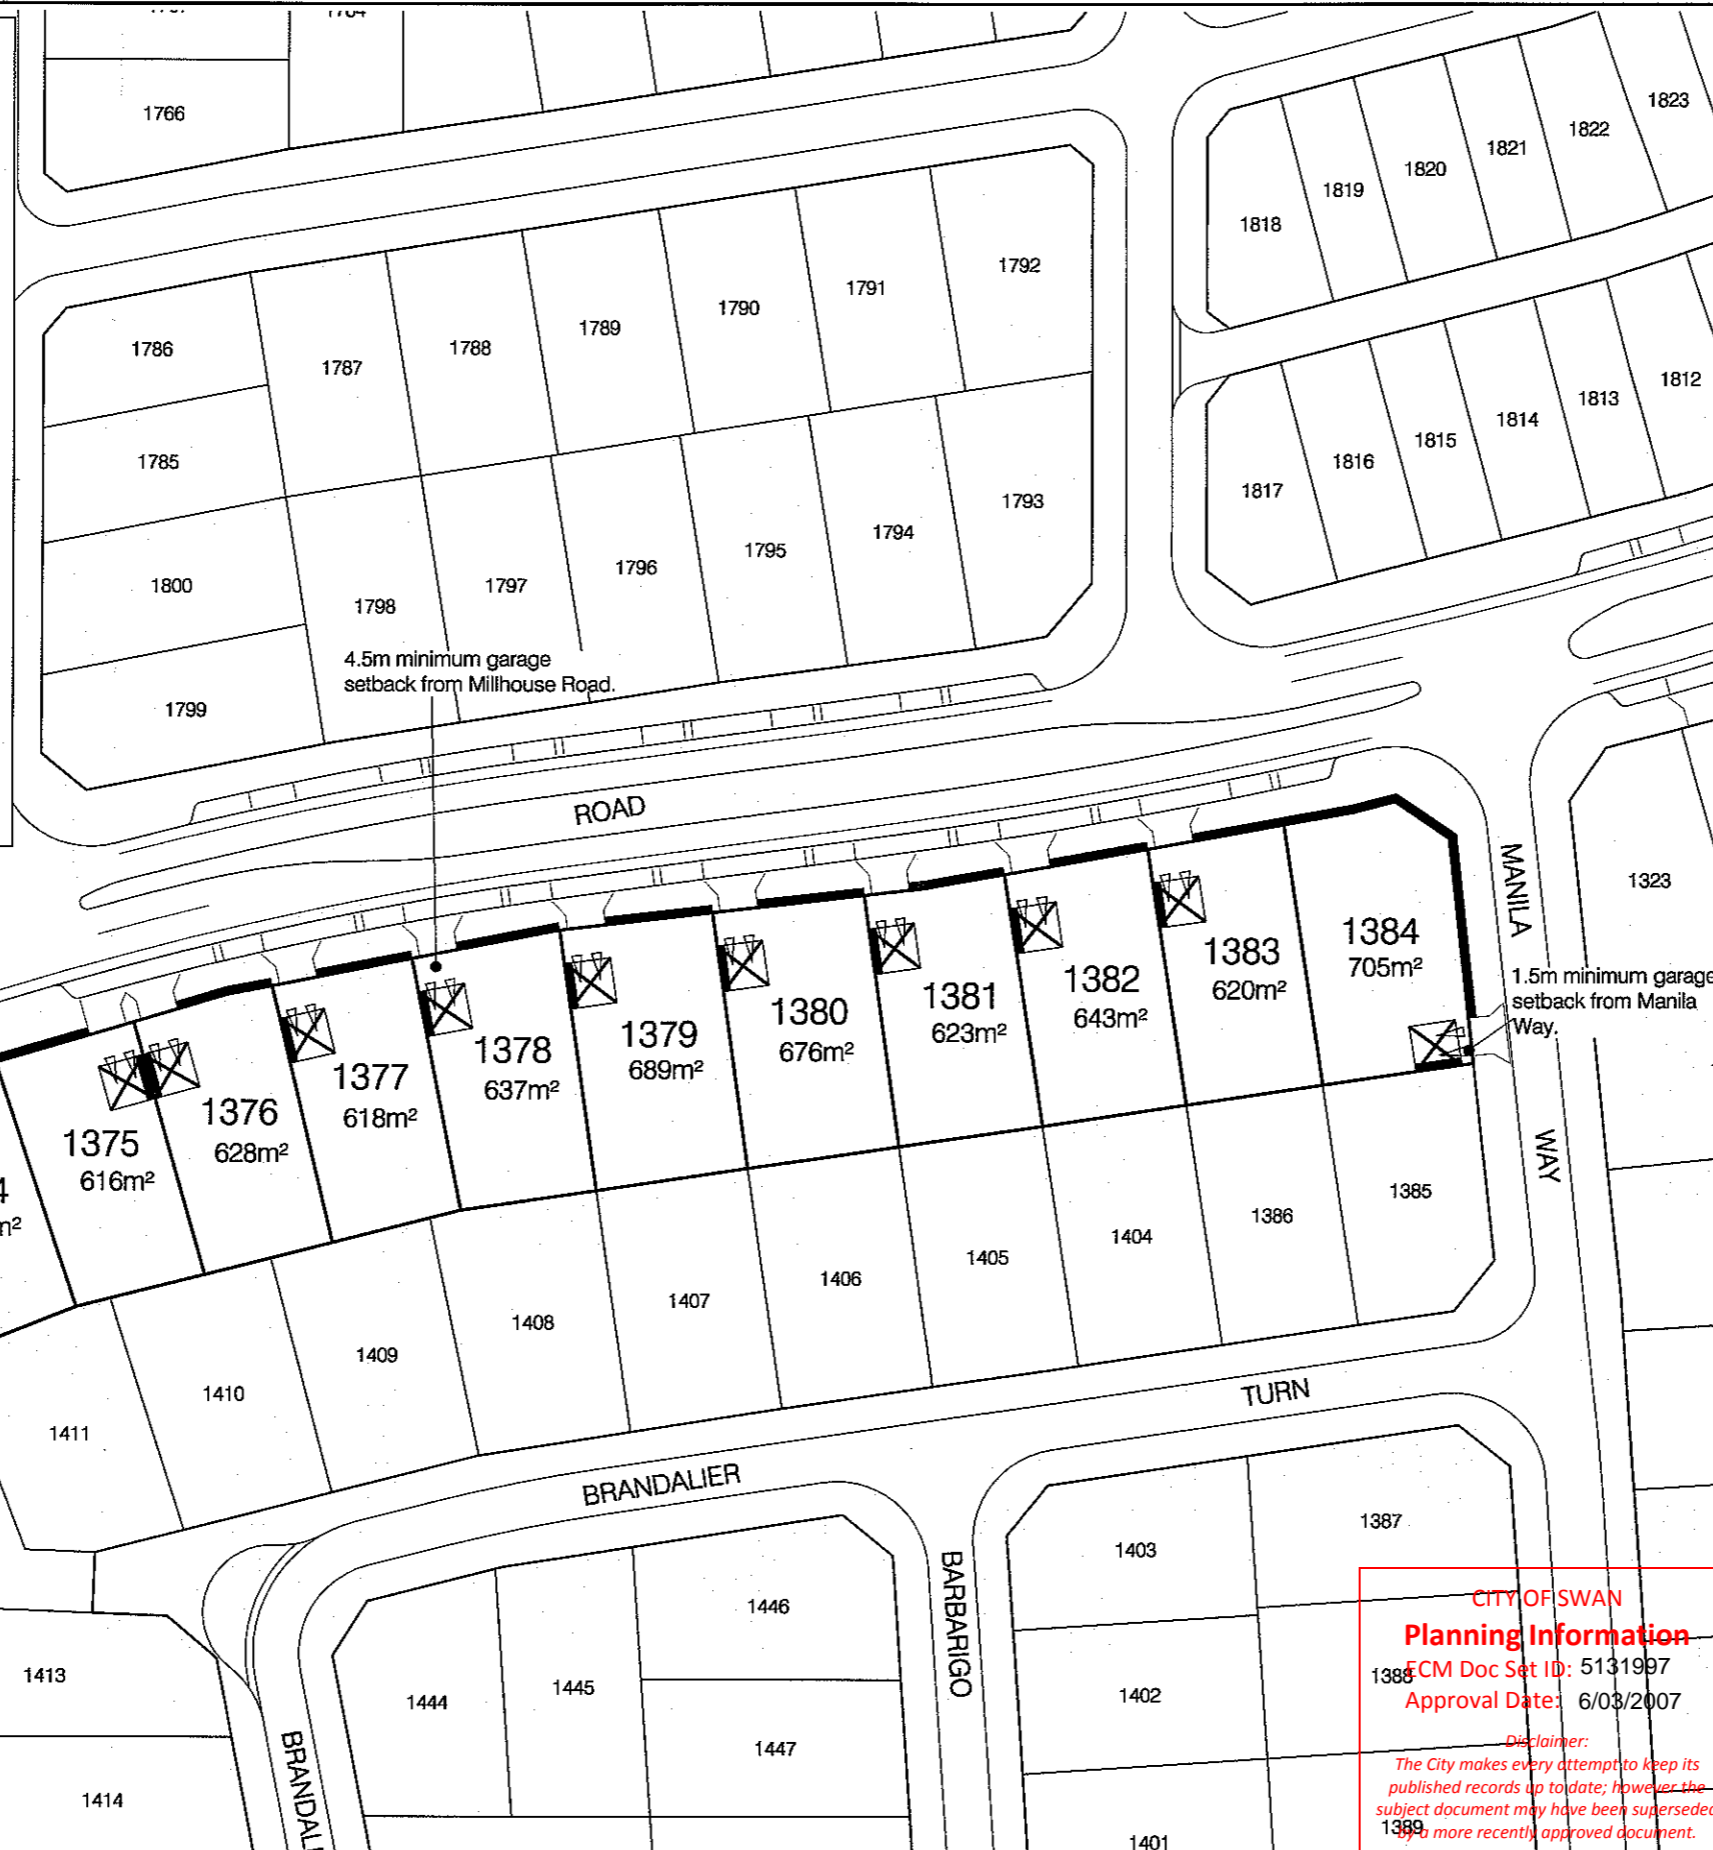 1766
1823
1822
1821
1820
1819
1818
1792
1791
1790
1789
1788
1787
1786
1812
1813
1814
1815
1816
1817
1785
1793
1794
1795
1796
1797
1798
1800
1799
4.5m minimum garage
setback from Millhouse Road.
ROAD
MANILA
WAY
1323
1384
705m²
1.5m minimum garage
setback from Manila
Way.
1383
620m²
1382
643m²
1381
623m²
1380
676m²
1379
689m²
1378
637m²
1377
618m²
1376
628m²
1375
616m²
4
m²
1385
1386
1404
1405
1406
1407
1408
1409
1410
1411
TURN
BRANDALIER
BARBARIGO
1387
1403
1446
1445
1444
1402
1388
1413
1447
1414
1401
1389
CITY OF SWAN
Planning Information
ECM Doc Set ID: 5131997
Approval Date: 6/03/2007
Disclaimer:
The City makes every attempt to keep its
published records up to date; however the
subject document may have been superseded
by a more recently approved document.